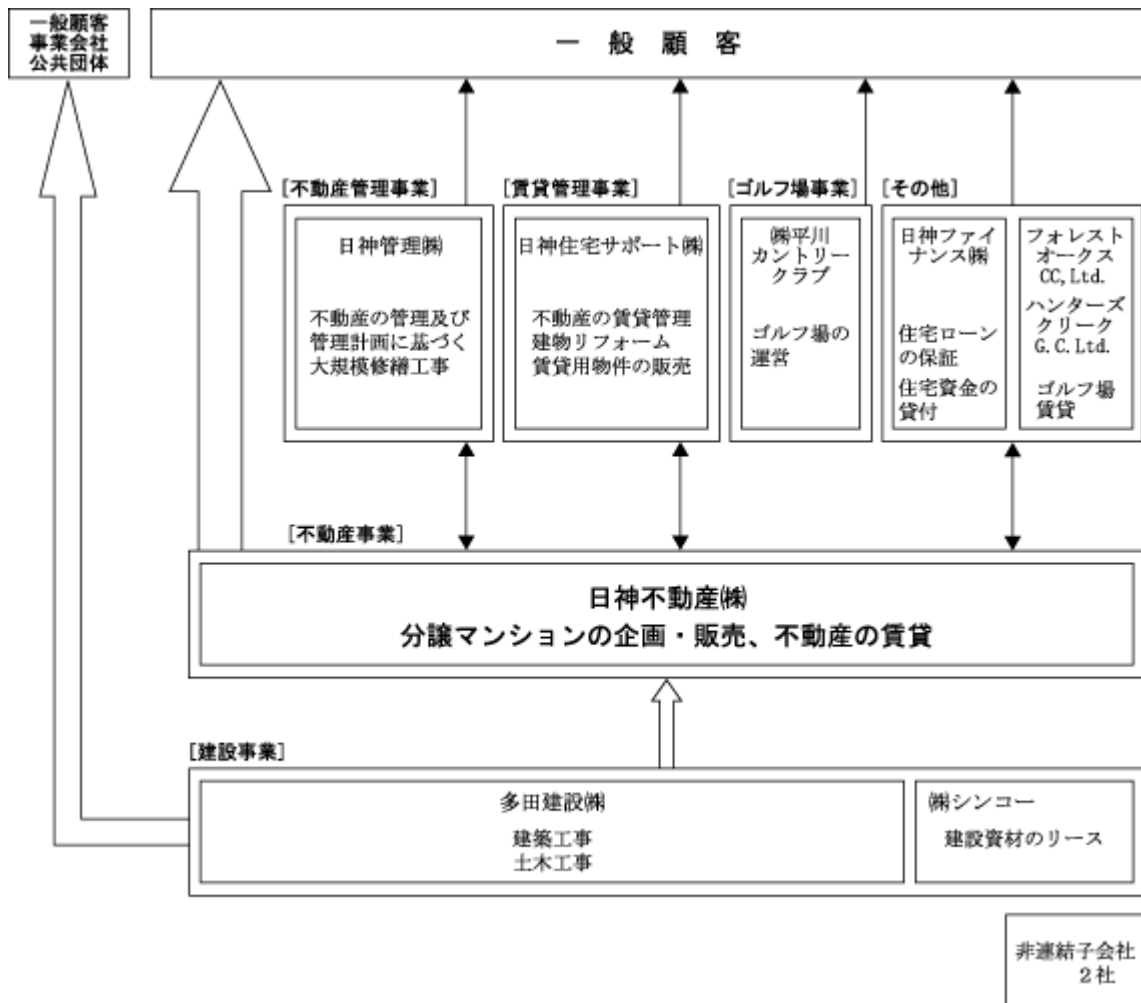 一般顧客
事業会社
公共団体
一般顧客
[不動産管理事業]
日神管理㈱
不動産の管理及び
管理計画に基づく
大規模修繕工事
[賃貸管理事業]
日神住宅サポート㈱
不動産の賃貸管理
建物リフォーム
賃貸用物件の販売
[ゴルフ場事業]
㈱平川
カントリー
クラブ
ゴルフ場の
運営
[その他]
日神ファイ
ナンス㈱
住宅ローン
の保証
住宅資金の
貸付
フォレスト
オークス
CC, Ltd.
ハンターズ
クリーク
G. C. Ltd.
ゴルフ場
賃貸
[不動産事業]
日神不動産㈱
分譲マンションの企画・販売、不動産の賃貸
[建設事業]
多田建設㈱
建築工事
土木工事
㈱シンコー
建設資材のリース
非連結子会社
2社